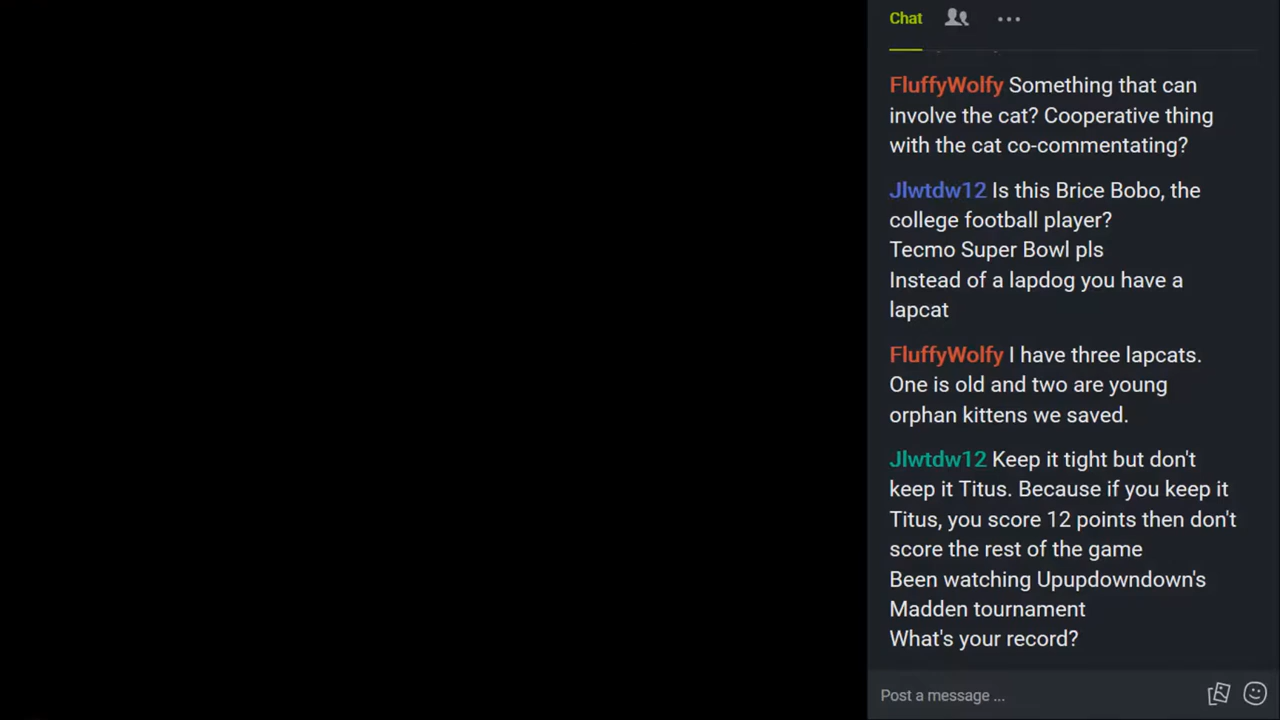 Chat
FluffyWolfy Something that can
involve the cat? Cooperative thing
with the cat co-commentating?
Jlwtdw12 Is this Brice Bobo, the
college football player?
Tecmo Super Bowl pls
Instead of a lapdog you have a
lapcat
FluffyWolfy I have three lapcats.
One is old and two are young
orphan kittens we saved.
Jlwtdw12 Keep it tight but don't
keep it Titus. Because if you keep it
Titus, you score 12 points then don't
score the rest of the game
Been watching Upupdowndown's
Madden tournament
What's your record?
Post a message ...